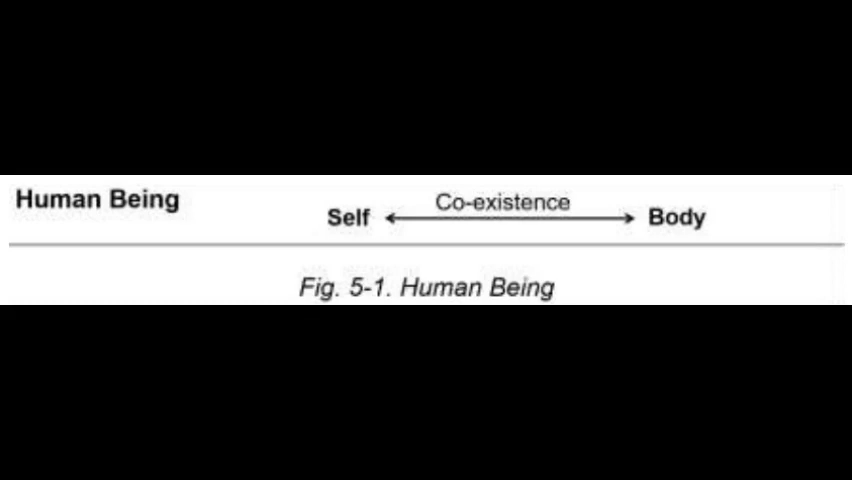 Human Being
Self Co-existence Body
Fig. 5-1. Human Being